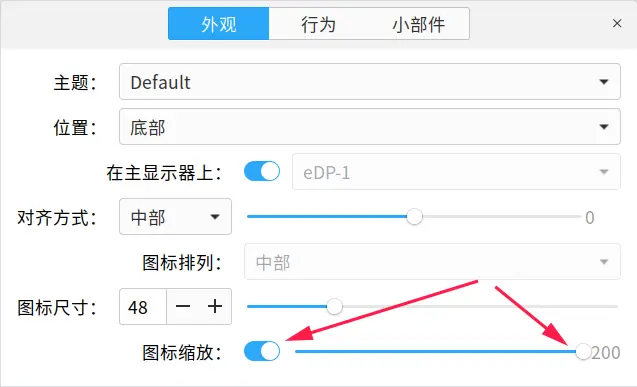 外观 行为 小部件
主题： Default
位置： 底部
在主显示器上： eDP-1
对齐方式： 中部 0
图标排列： 中部
图标尺寸： 48
图标缩放： 200